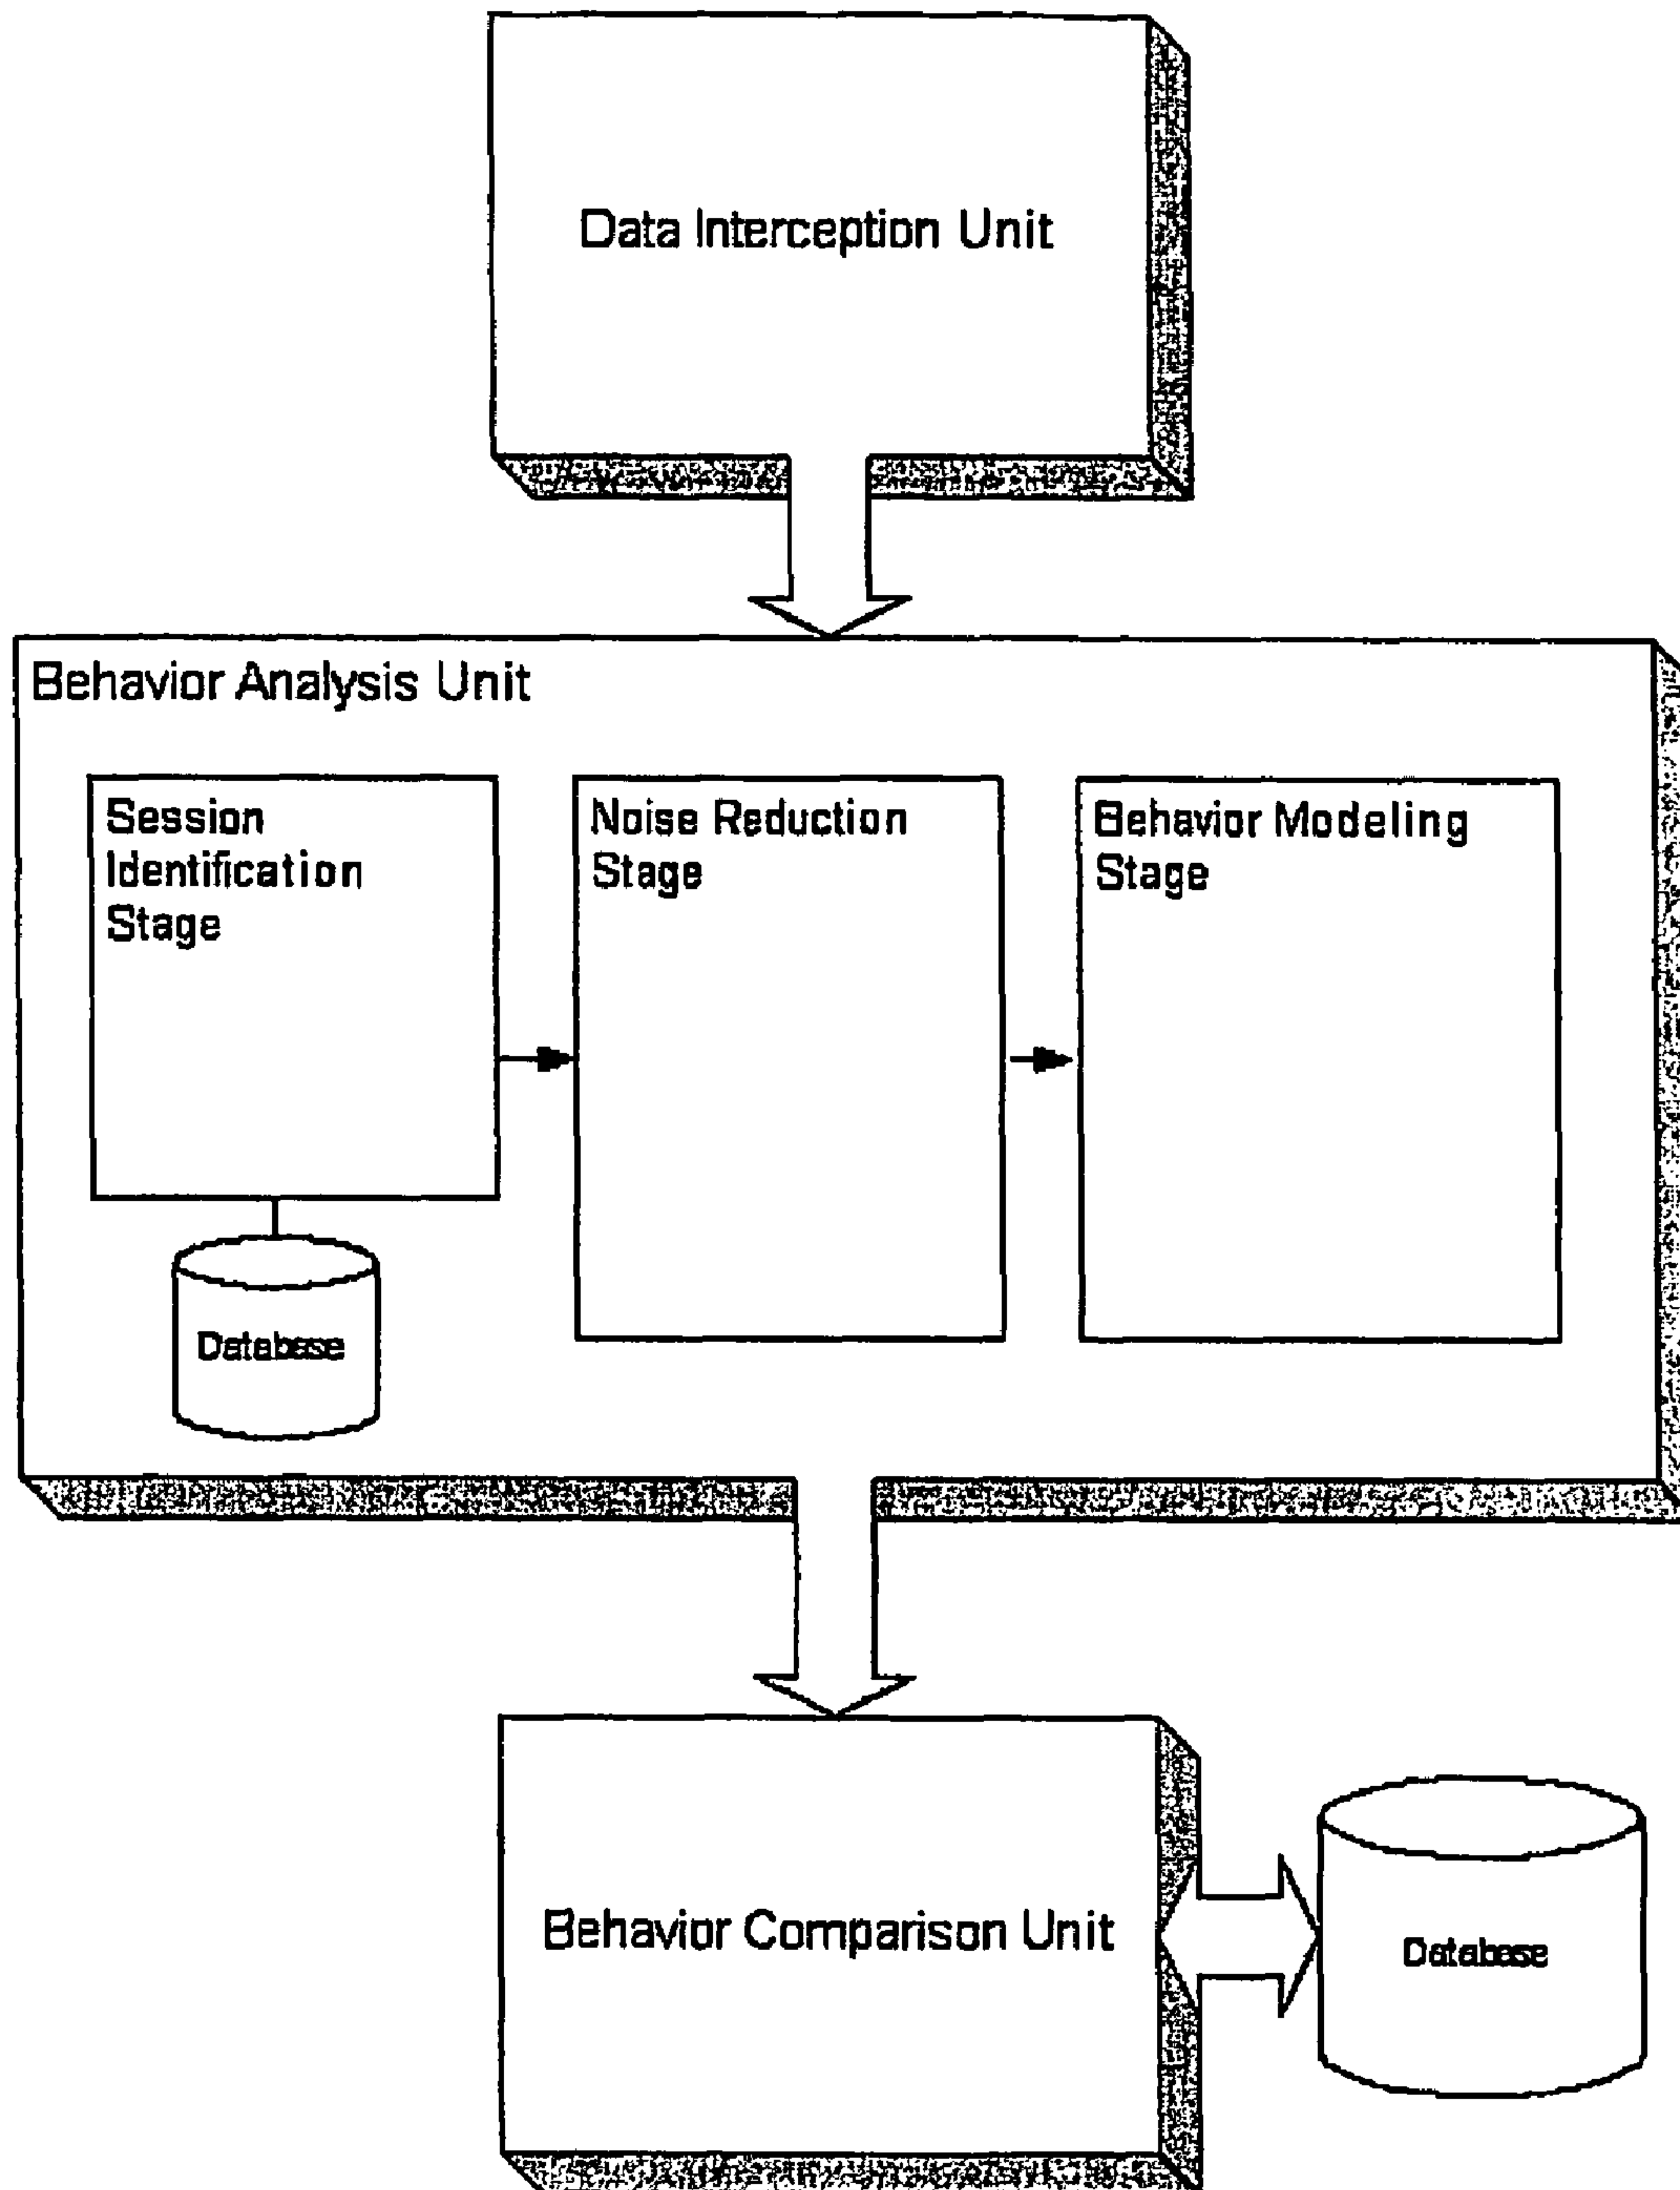 Data Interception Unit
Behavior Analysis Unit
Session
Identification
Stage
Noise Reduction
Stage
Behavior Modeling
Stage
Database
Behavior Comparison Unit
Database